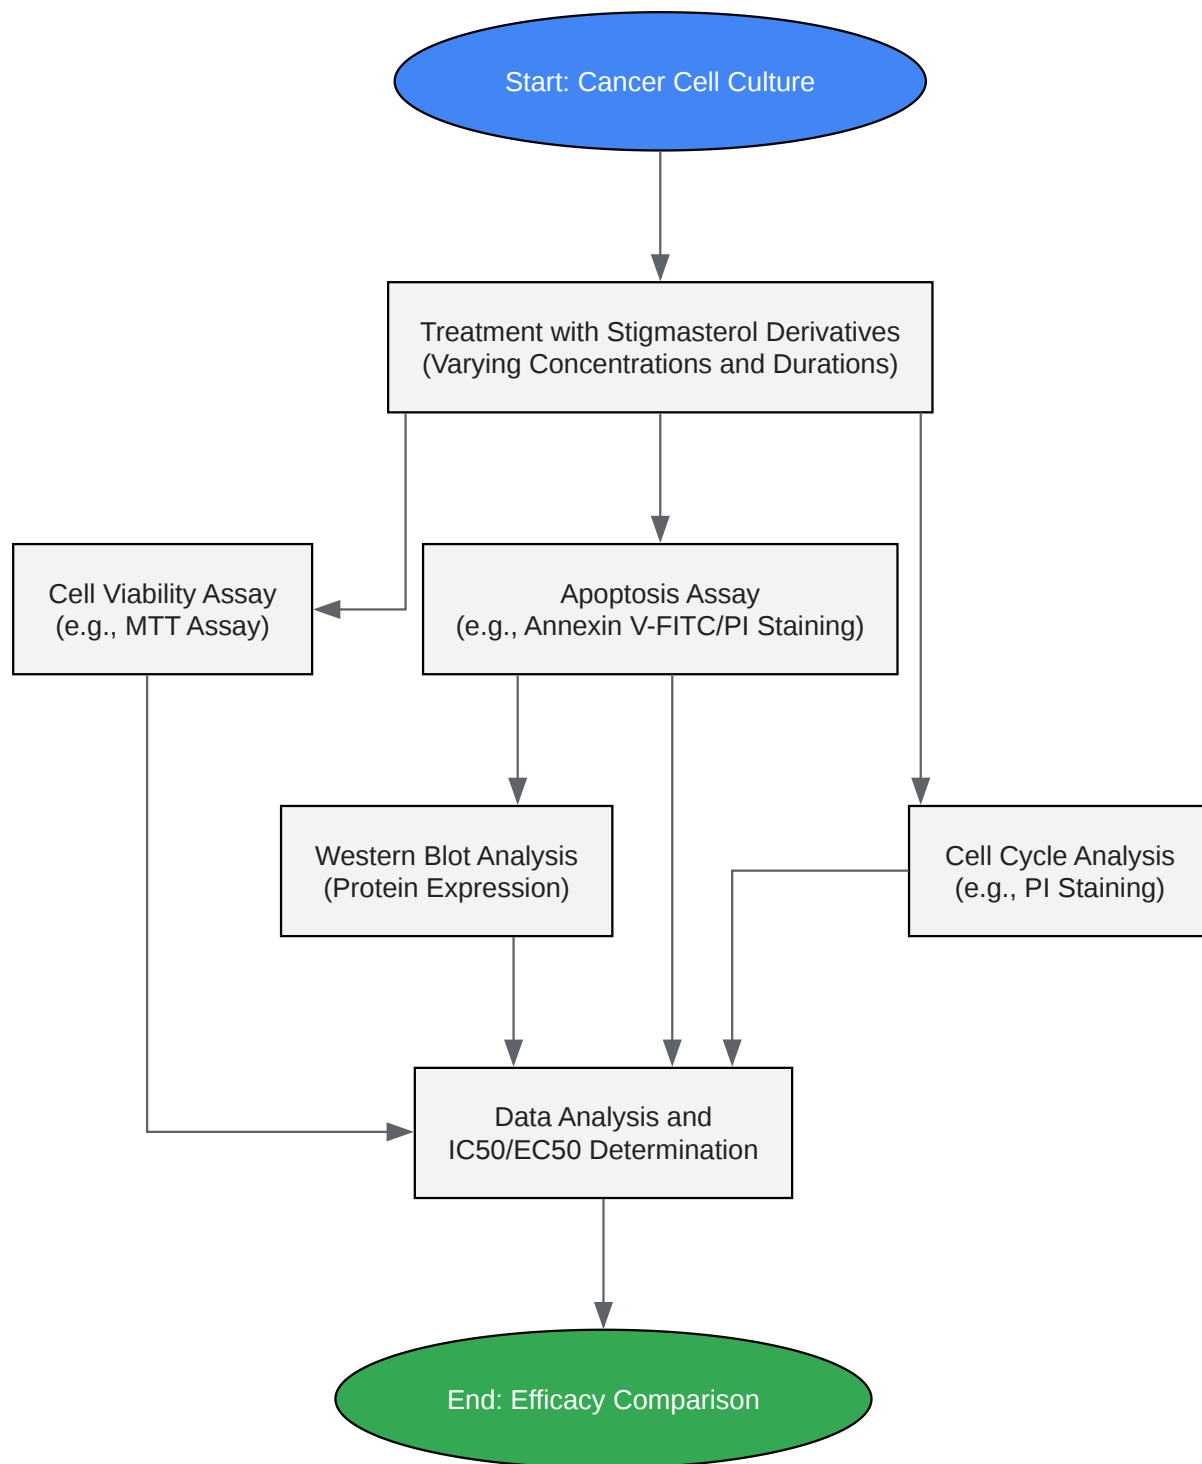 Start: Cancer Cell Culture
Treatment with Stigmasterol Derivatives
(Varying Concentrations and Durations)
Cell Viability Assay
(e.g., MTT Assay)
Apoptosis Assay
(e.g., Annexin V-FITC/PI Staining)
Western Blot Analysis
(Protein Expression)
Cell Cycle Analysis
(e.g., PI Staining)
Data Analysis and
IC50/EC50 Determination
End: Efficacy Comparison